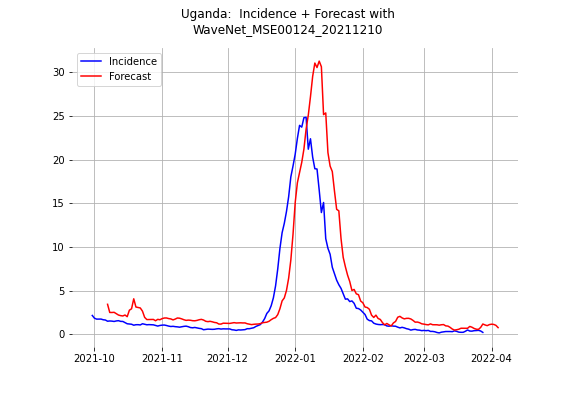 Uganda:  Incidence + Forecast with
WaveNet_MSE00124_20211210
Incidence
Forecast
30
25
20
15
10
5
0
2021-10 2021-11 2021-12 2022-01 2022-02 2022-03 2022-04